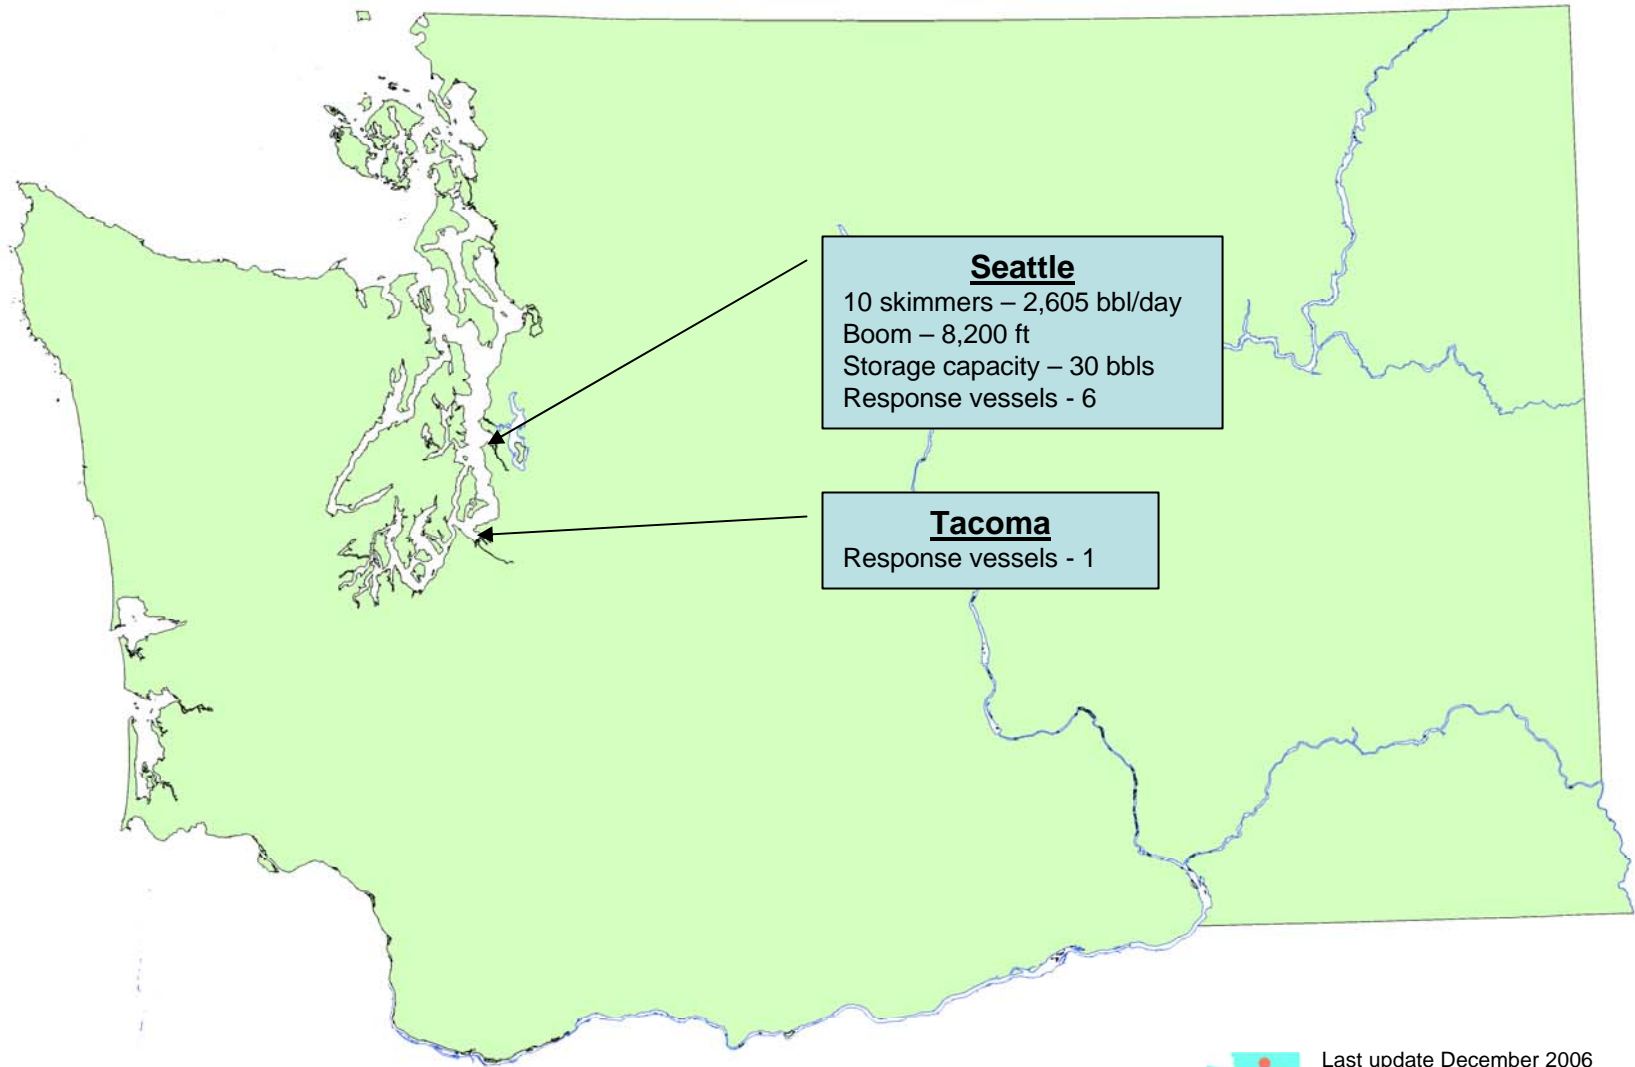 Seattle
10 skimmers – 2,605 bbl/day
Boom – 8,200 ft
Storage capacity – 30 bbls
Response vessels - 6
Tacoma
Response vessels - 1
Last update December 2006